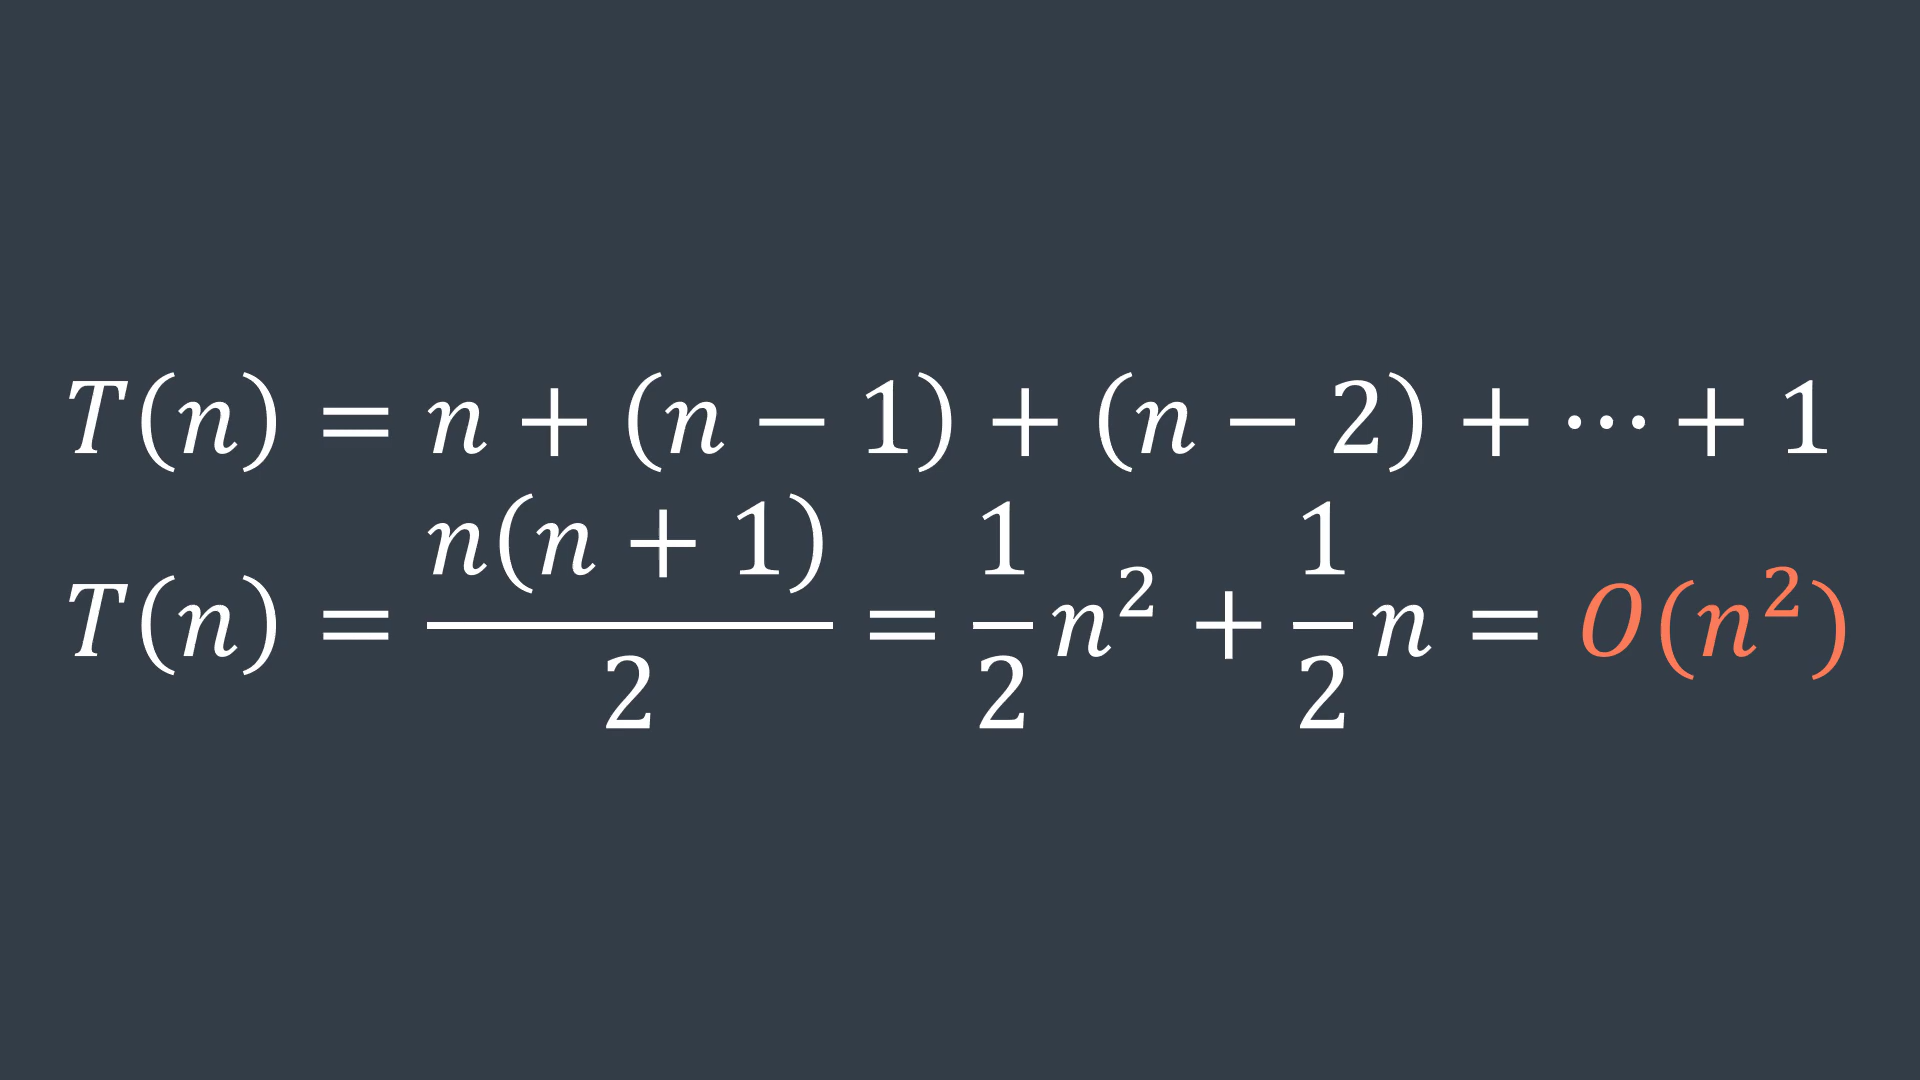 T(n) = n + (n − 1) + (n − 2) + ⋯ + 1
T(n) = n(n + 1)/2 = 1/2 n² + 1/2 n = O(n²)